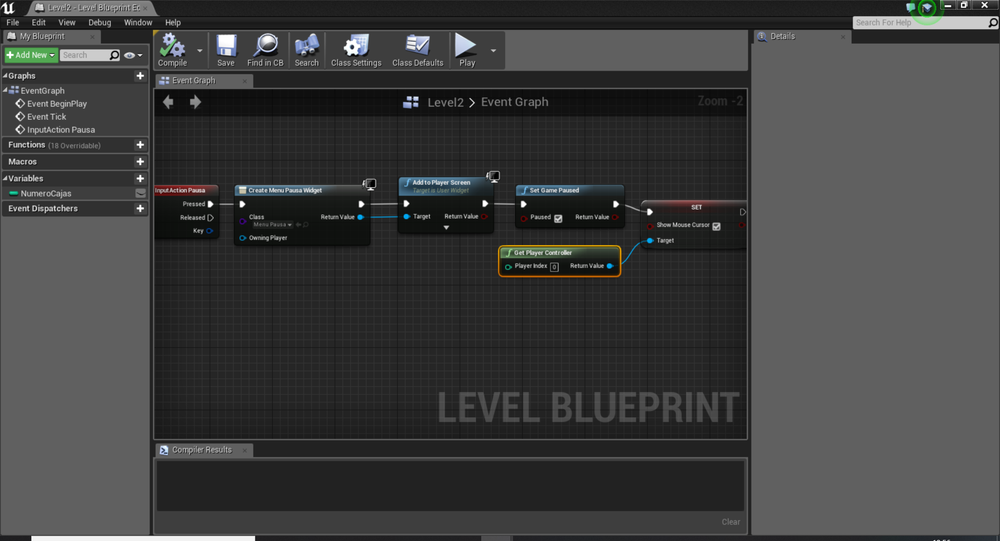 Level2 - Level Blueprint Ec
File Edit View Debug Window Help
Search For Help
My Blueprint
Details
Add New
Search
Compile
Save
Find in CB
Search
Class Settings
Class Defaults
Play
Graphs
Event Graph
EventGraph
Event BeginPlay
Event Tick
InputAction Pausa
Functions (18 Overridable)
Macros
Variables
NumeroCajas
Event Dispatchers
Level2 > Event Graph
Zoom -2
InputAction Pausa
Pressed
Released
Key
Create Menu Pausa Widget
Class
Menu Pausa
Return Value
Owning Player
Add to Player Screen
Target is User Widget
Target
Return Value
Set Game Paused
Paused
Return Value
SET
Show Mouse Cursor
Target
Get Player Controller
Player Index 0
Return Value
LEVEL BLUEPRINT
Compiler Results
Clear